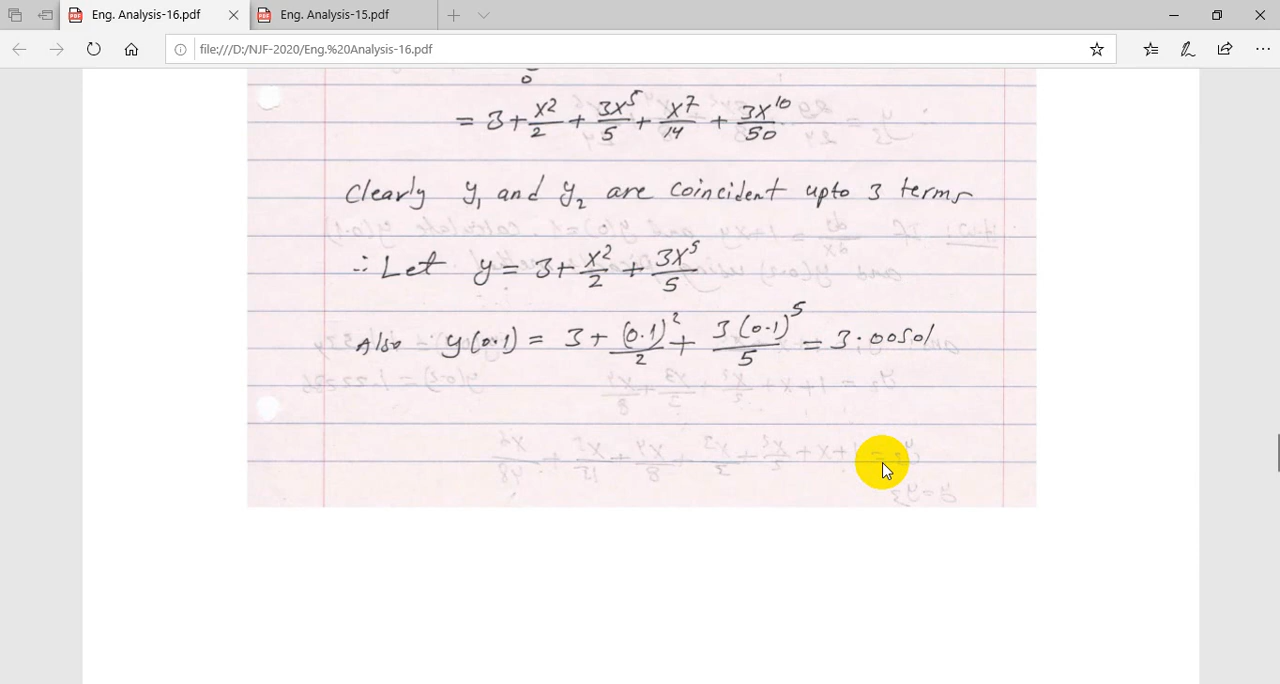 Eng. Analysis-16.pdf
Eng. Analysis-15.pdf
file:///D:/NJF-2020/Eng.%20Analysis-16.pdf
0
= 3 + x²/2 + 3x⁵/5 + x⁷/14 + 3x¹⁰/50
Clearly y₁ and y₂ are coincident upto 3 terms
∴ Let y = 3 + x²/2 + 3x⁵/5
Also y(0.1) = 3 + (0.1)²/2 + 3(0.1)⁵/5 = 3.00501